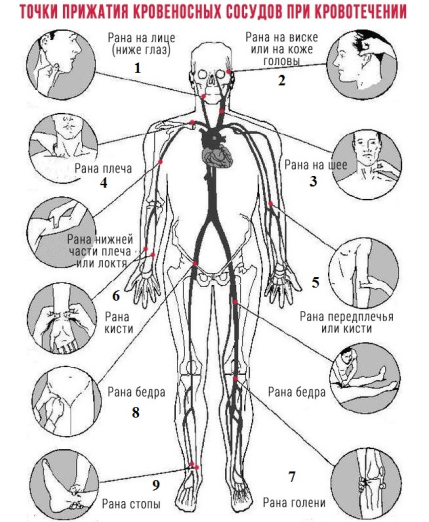 ТОЧКИ ПРИЖАТИЯ КРОВЕНОСНЫХ СОСУДОВ ПРИ КРОВОТЕЧЕНИИ
Рана на лице
(ниже глаз)
1
Рана на виске
или на коже
головы
2
Рана плеча
4
Рана на шее
3
Рана нижней
части плеча
или локтя
5
6
Рана
кисти
Рана передплечья
или кисти
Рана бедра
8
Рана бедра
9
Рана стопы
7
Рана голени